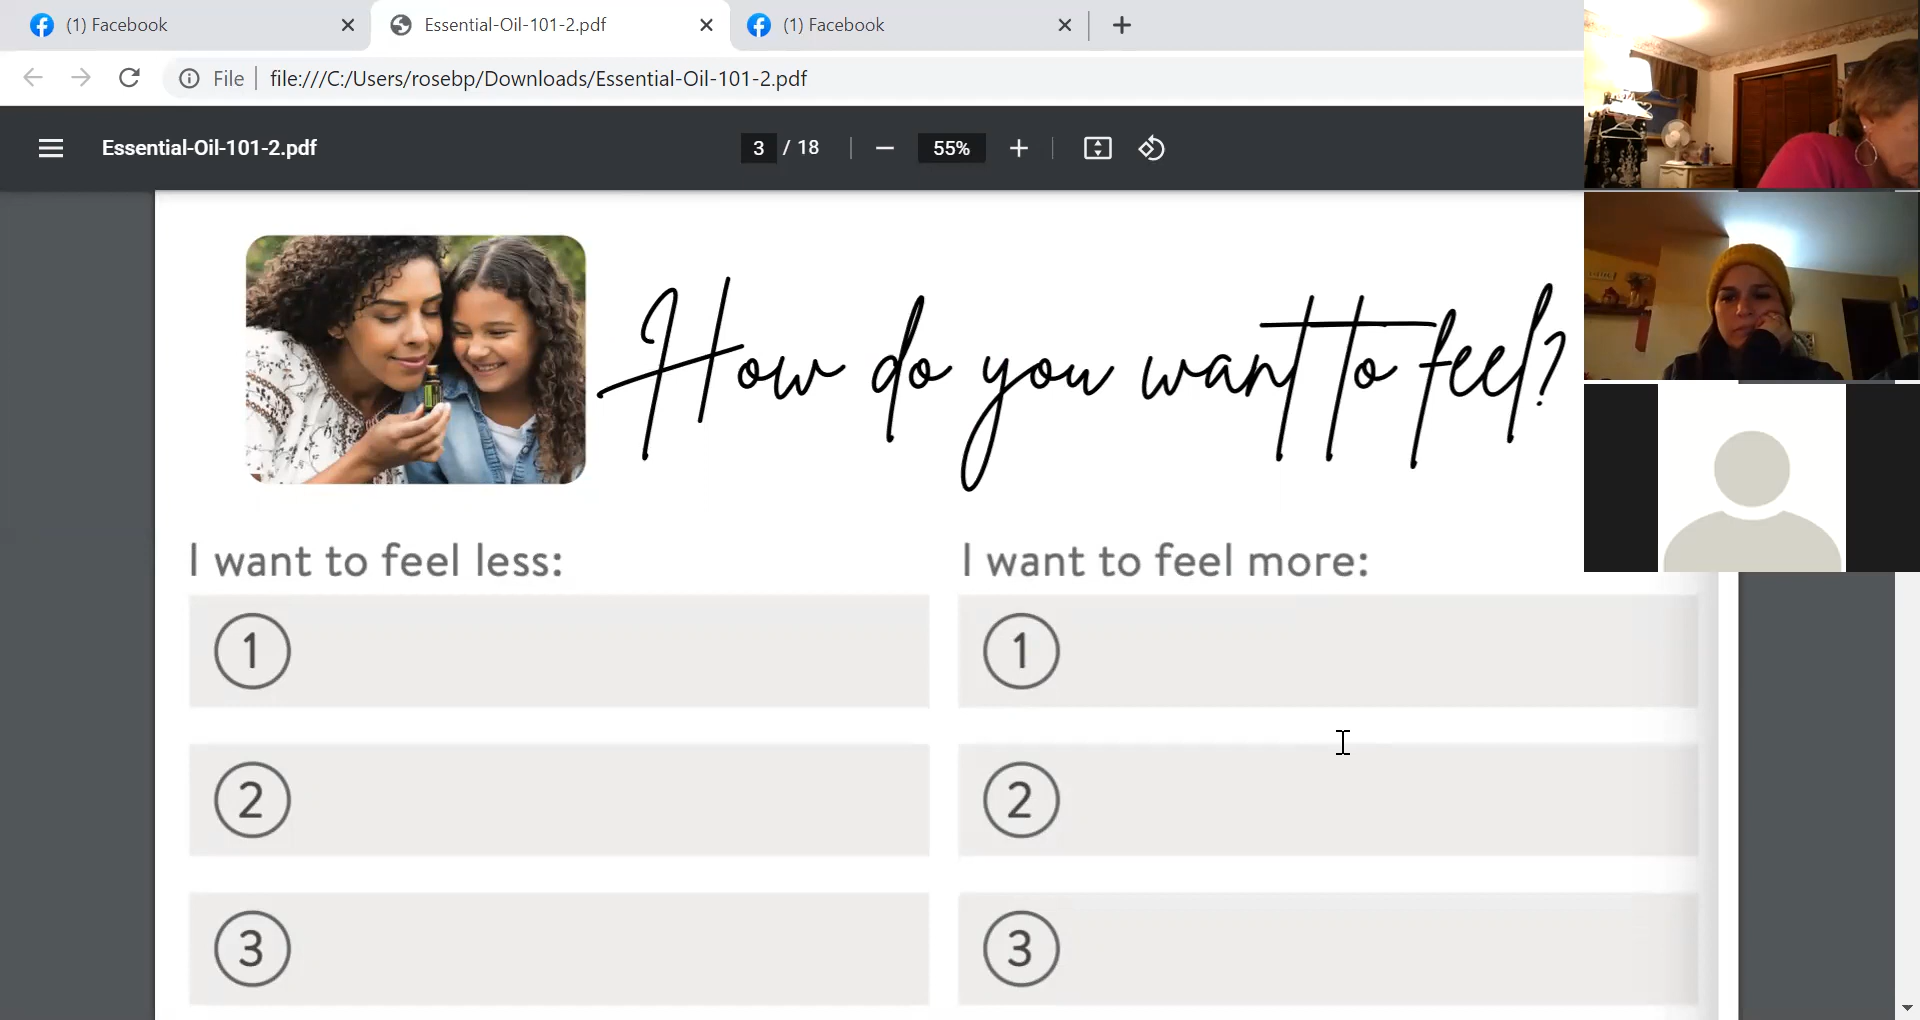 (1) Facebook
Essential-Oil-101-2.pdf
(1) Facebook
File
file:///C:/Users/rosebp/Downloads/Essential-Oil-101-2.pdf
Essential-Oil-101-2.pdf
3 / 18
55%
How do you want to feel?
I want to feel less:
I want to feel more:
1
1
2
2
3
3